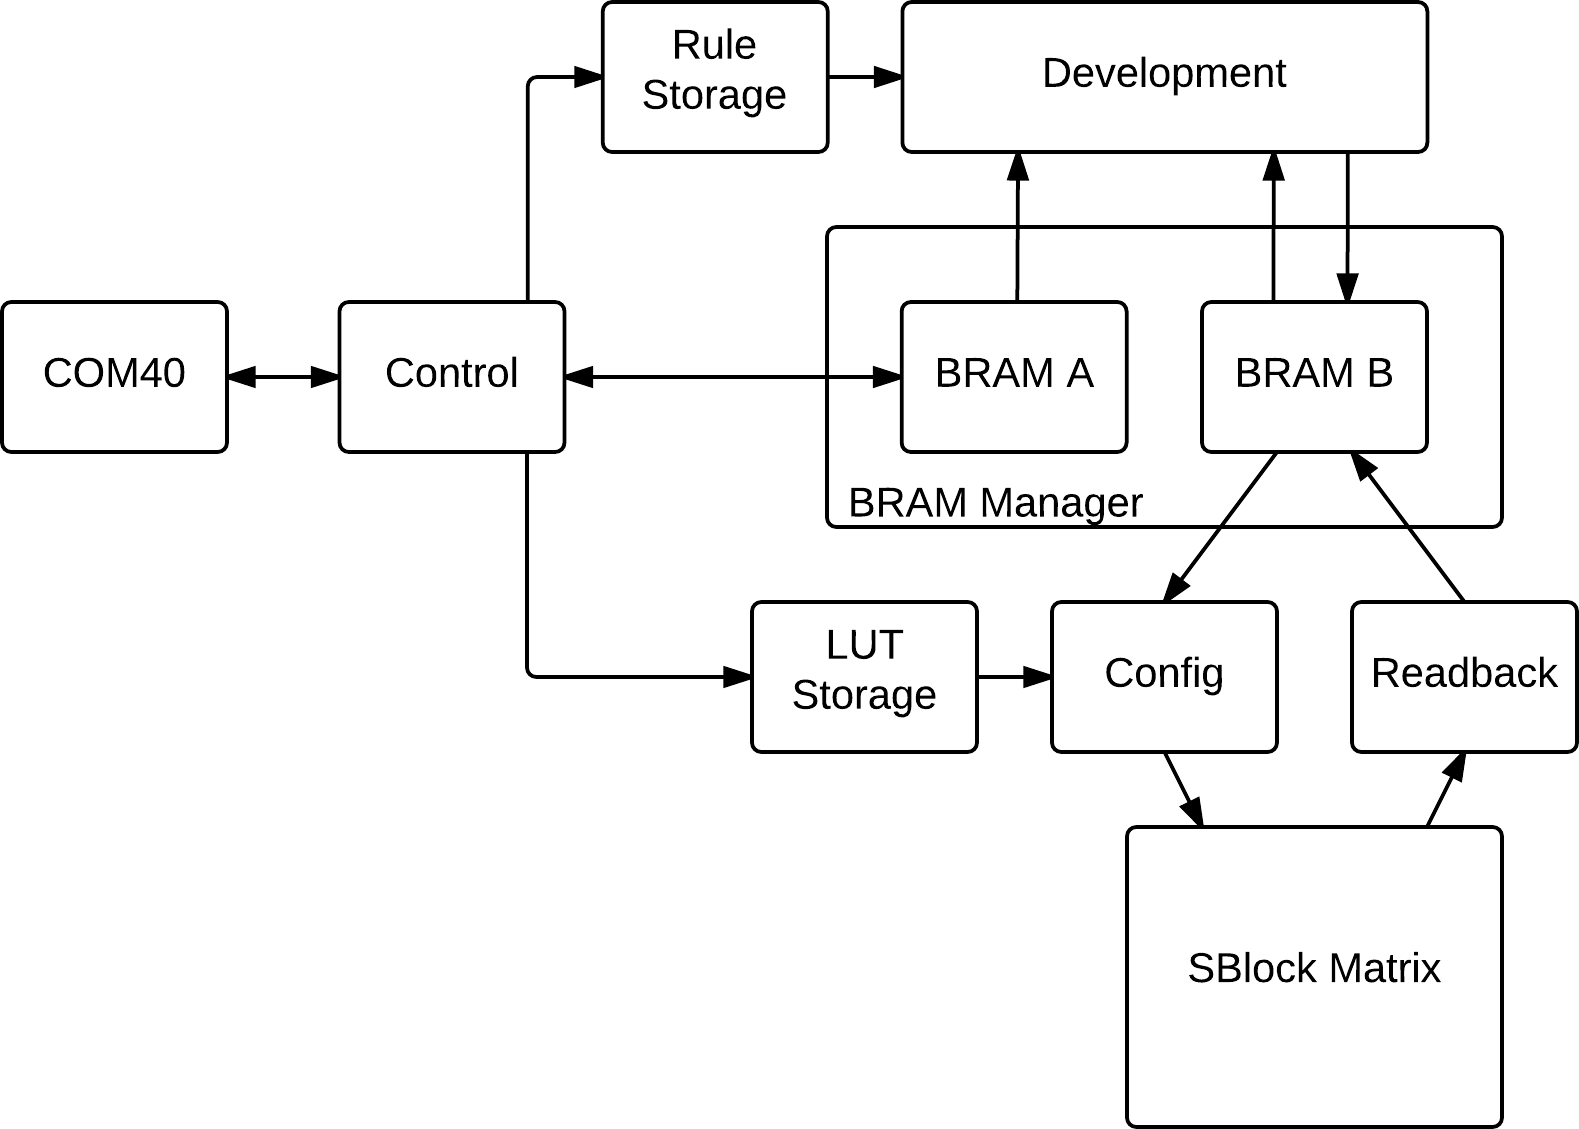 Rule
Storage
Development
COM40
Control
BRAM A
BRAM B
BRAM Manager
LUT
Storage
Config
Readback
SBlock Matrix